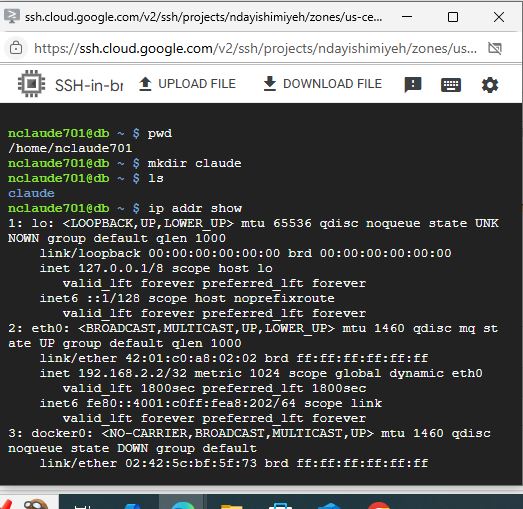 ssh.cloud.google.com/v2/ssh/projects/ndayishimiyeh/zones/us-ce...
https://ssh.cloud.google.com/v2/ssh/projects/ndayishimiyeh/zones/us...
SSH-in-br
UPLOAD FILE
DOWNLOAD FILE
nclaude701@db ~ $ pwd
/home/nclaude701
nclaude701@db ~ $ mkdir claude
nclaude701@db ~ $ ls
claude
nclaude701@db ~ $ ip addr show
1: lo: <LOOPBACK,UP,LOWER_UP> mtu 65536 qdisc noqueue state UNK
NOWN group default qlen 1000
    link/loopback 00:00:00:00:00:00 brd 00:00:00:00:00:00
    inet 127.0.0.1/8 scope host lo
       valid_lft forever preferred_lft forever
    inet6 ::1/128 scope host noprefixroute
       valid_lft forever preferred_lft forever
2: eth0: <BROADCAST,MULTICAST,UP,LOWER_UP> mtu 1460 qdisc mq st
ate UP group default qlen 1000
    link/ether 42:01:c0:a8:02:02 brd ff:ff:ff:ff:ff:ff
    inet 192.168.2.2/32 metric 1024 scope global dynamic eth0
       valid_lft 1800sec preferred_lft 1800sec
    inet6 fe80::4001:c0ff:fea8:202/64 scope link
       valid_lft forever preferred_lft forever
3: docker0: <NO-CARRIER,BROADCAST,MULTICAST,UP> mtu 1460 qdisc
noqueue state DOWN group default
    link/ether 02:42:5c:bf:5f:73 brd ff:ff:ff:ff:ff:ff